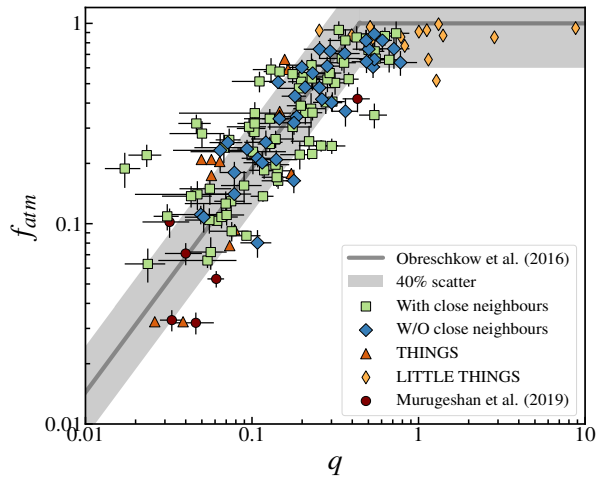 1
0.1
0.01
f_atm
Obreschkow et al. (2016)
40% scatter
With close neighbours
W/O close neighbours
THINGS
LITTLE THINGS
Murugeshan et al. (2019)
0.01 0.1 1 10
q